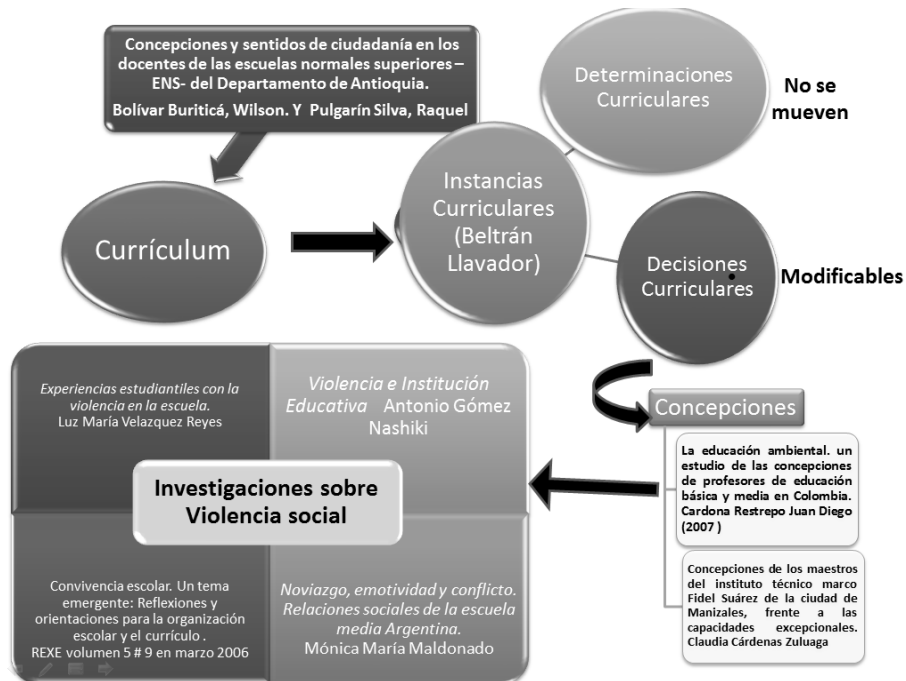 Concepciones y sentidos de ciudadanía en los
docentes de las escuelas normales superiores –
ENS- del Departamento de Antioquia.
Bolívar Buriticá, Wilson. Y Pulgarín Silva, Raquel
Currículum
Instancias
Curriculares
(Beltrán
Llavador)
Determinaciones
Curriculares
No se
mueven
Decisiones
Curriculares
Modificables
Concepciones
La educación ambiental. un
estudio de las concepciones
de profesores de educación
básica y media en Colombia.
Cardona Restrepo Juan Diego
(2007 )
Concepciones de los maestros
del instituto técnico marco
Fidel Suárez de la ciudad de
Manizales, frente a las
capacidades excepcionales.
Claudia Cárdenas Zuluaga
Experiencias estudiantiles con la
violencia en la escuela.
Luz María Velazquez Reyes
Violencia e Institución
Educativa Antonio Gómez
Nashiki
Investigaciones sobre
Violencia social
Convivencia escolar. Un tema
emergente: Reflexiones y
orientaciones para la organización
escolar y el currículo .
REXE volumen 5 # 9 en marzo 2006
Noviazgo, emotividad y conflicto.
Relaciones sociales de la escuela
media Argentina.
Mónica María Maldonado